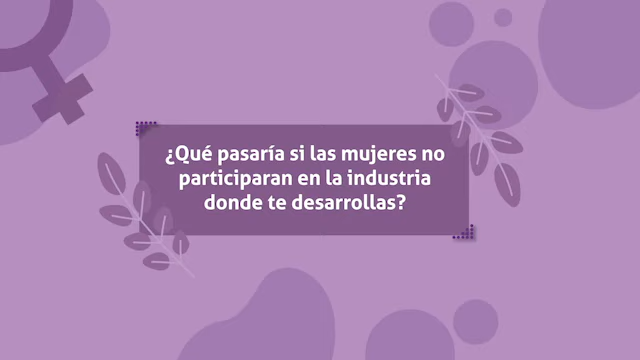 ¿Qué pasaría si las mujeres no
participaran en la industria
donde te desarrollas?